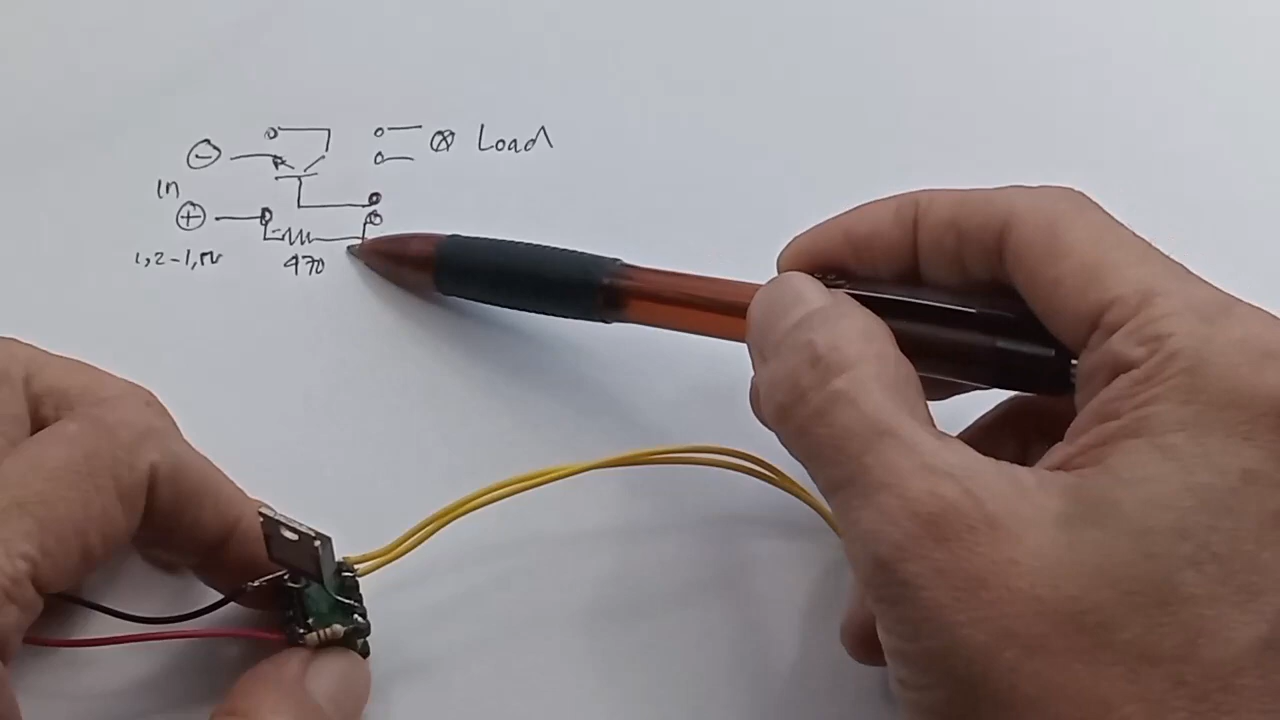 ⊖
⊗ Load
In
⊕
1,2-1,5V
470